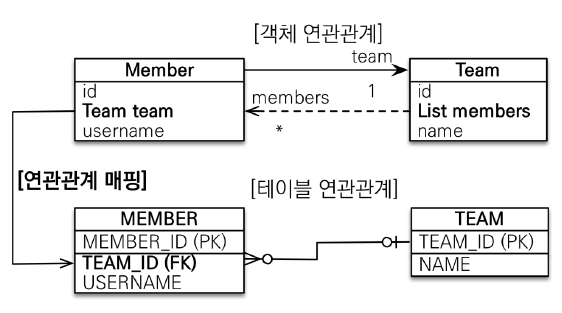 [객체 연관관계]
team
Member
id
Team team
username
members
1
*
Team
id
List members
name
[연관관계 매핑]
[테이블 연관관계]
MEMBER
MEMBER_ID (PK)
TEAM_ID (FK)
USERNAME
TEAM
TEAM_ID (PK)
NAME